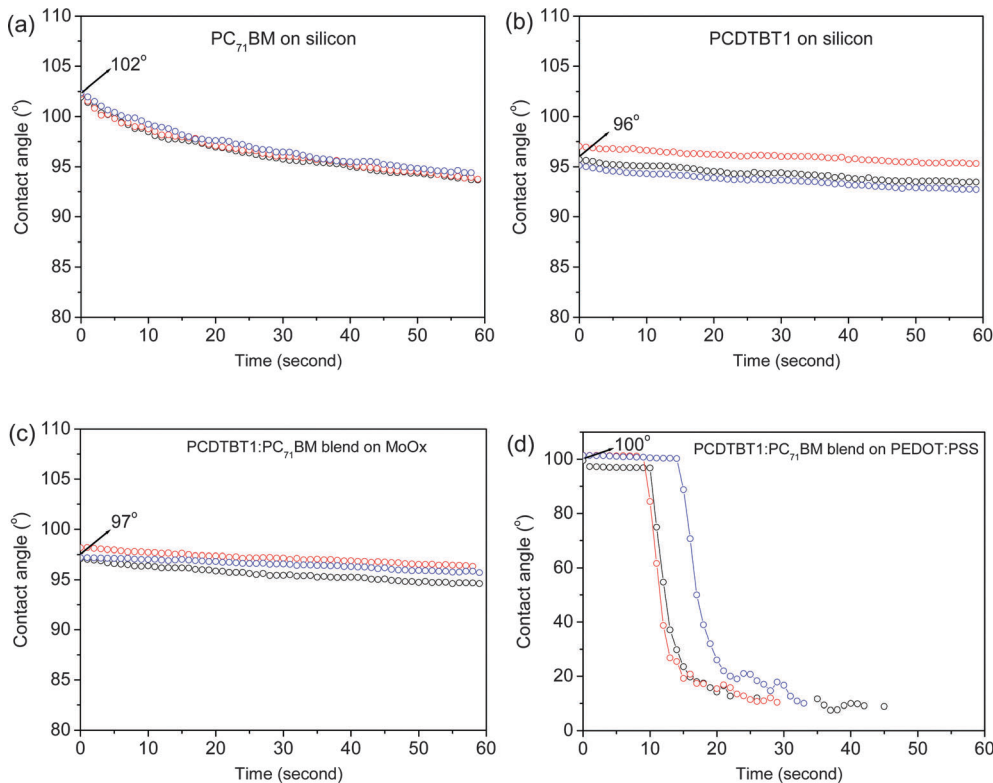 (a)
PC₇₁BM on silicon
102°
Contact angle (°)
110
105
100
95
90
85
80
0 10 20 30 40 50 60
Time (second)
(b)
PCDTBT1 on silicon
96°
Contact angle (°)
110
105
100
95
90
85
80
0 10 20 30 40 50 60
Time (second)
(c)
PCDTBT1:PC₇₁BM blend on MoOx
97°
Contact angle (°)
110
105
100
95
90
85
80
0 10 20 30 40 50 60
Time (second)
(d)
100°
PCDTBT1:PC₇₁BM blend on PEDOT:PSS
Contact angle (°)
100
80
60
40
20
0
0 10 20 30 40 50 60
Time (second)